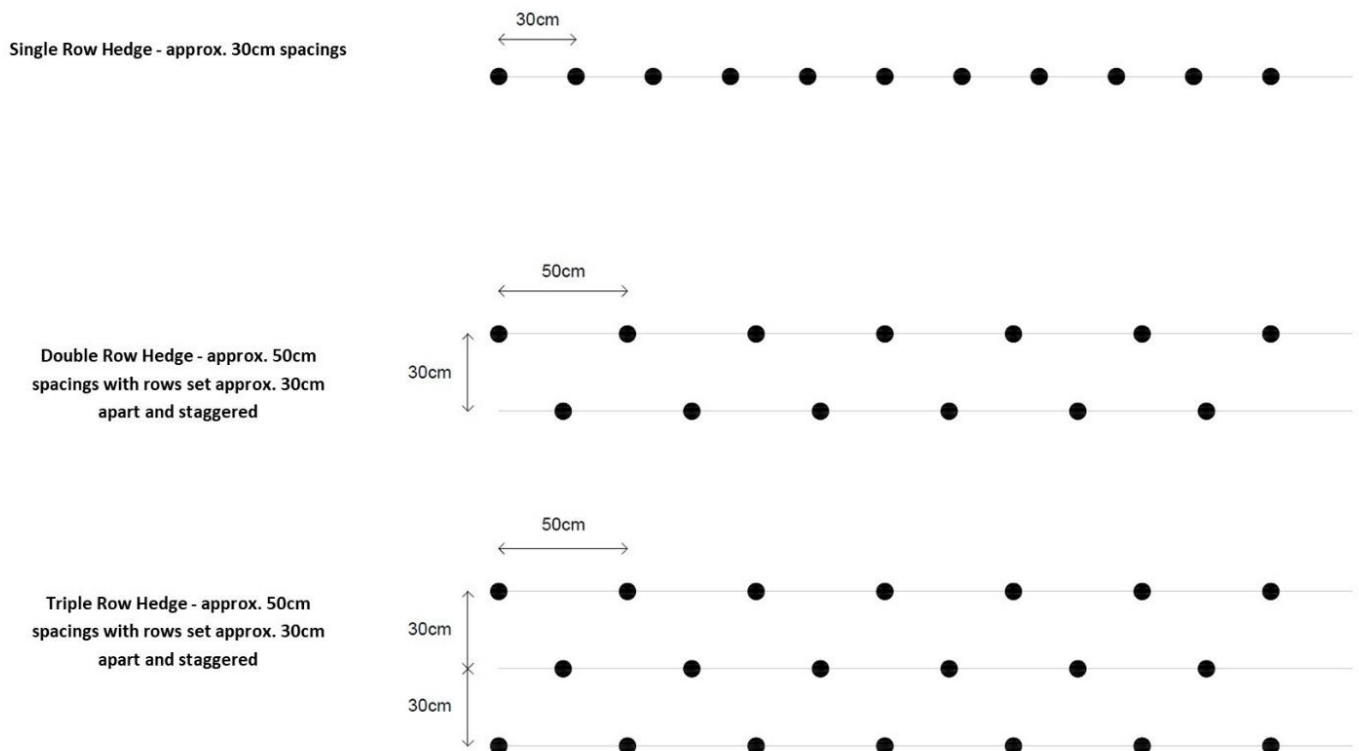 30cm
Single Row Hedge - approx. 30cm spacings
50cm
30cm
Double Row Hedge - approx. 50cm
spacings with rows set approx. 30cm
apart and staggered
50cm
30cm
Triple Row Hedge - approx. 50cm
spacings with rows set approx. 30cm
apart and staggered
30cm